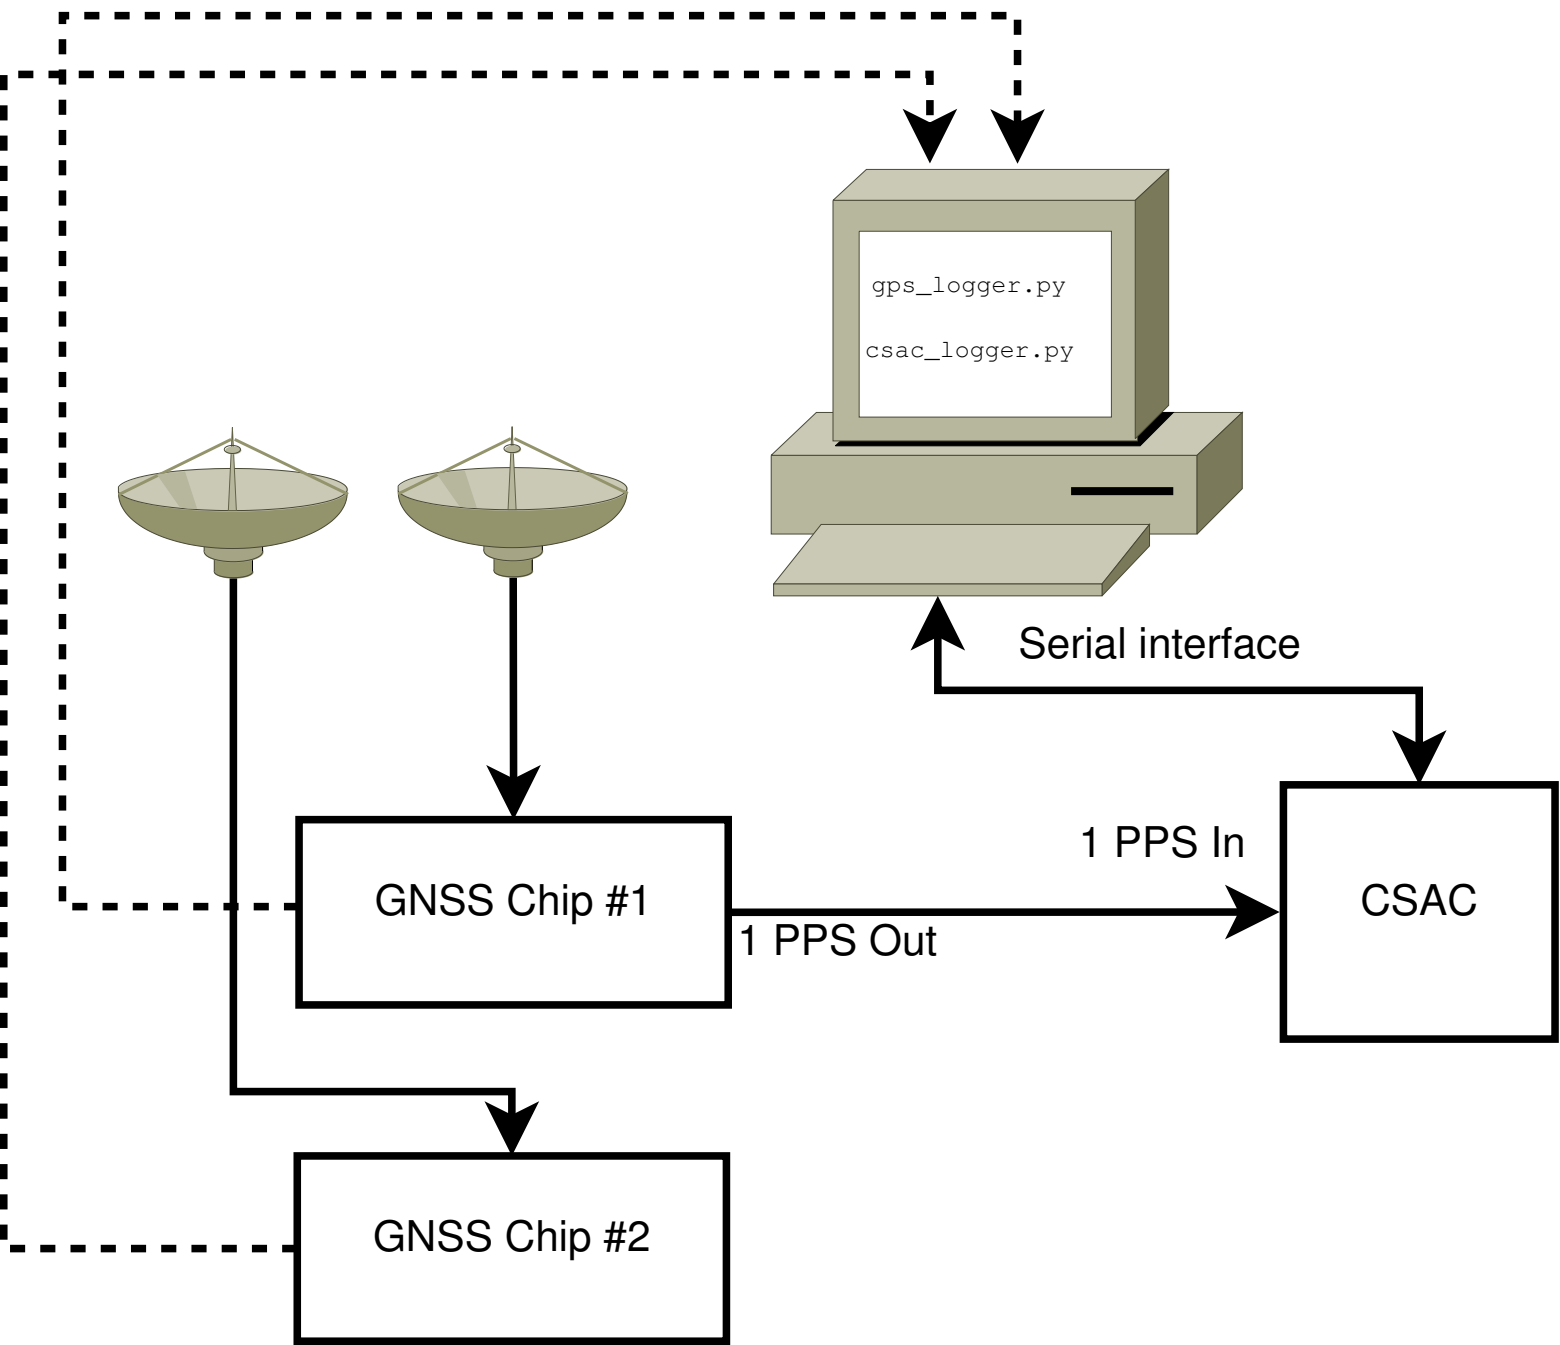 gps_logger.py
csac_logger.py
Serial interface
1 PPS In
GNSS Chip #1
CSAC
1 PPS Out
GNSS Chip #2